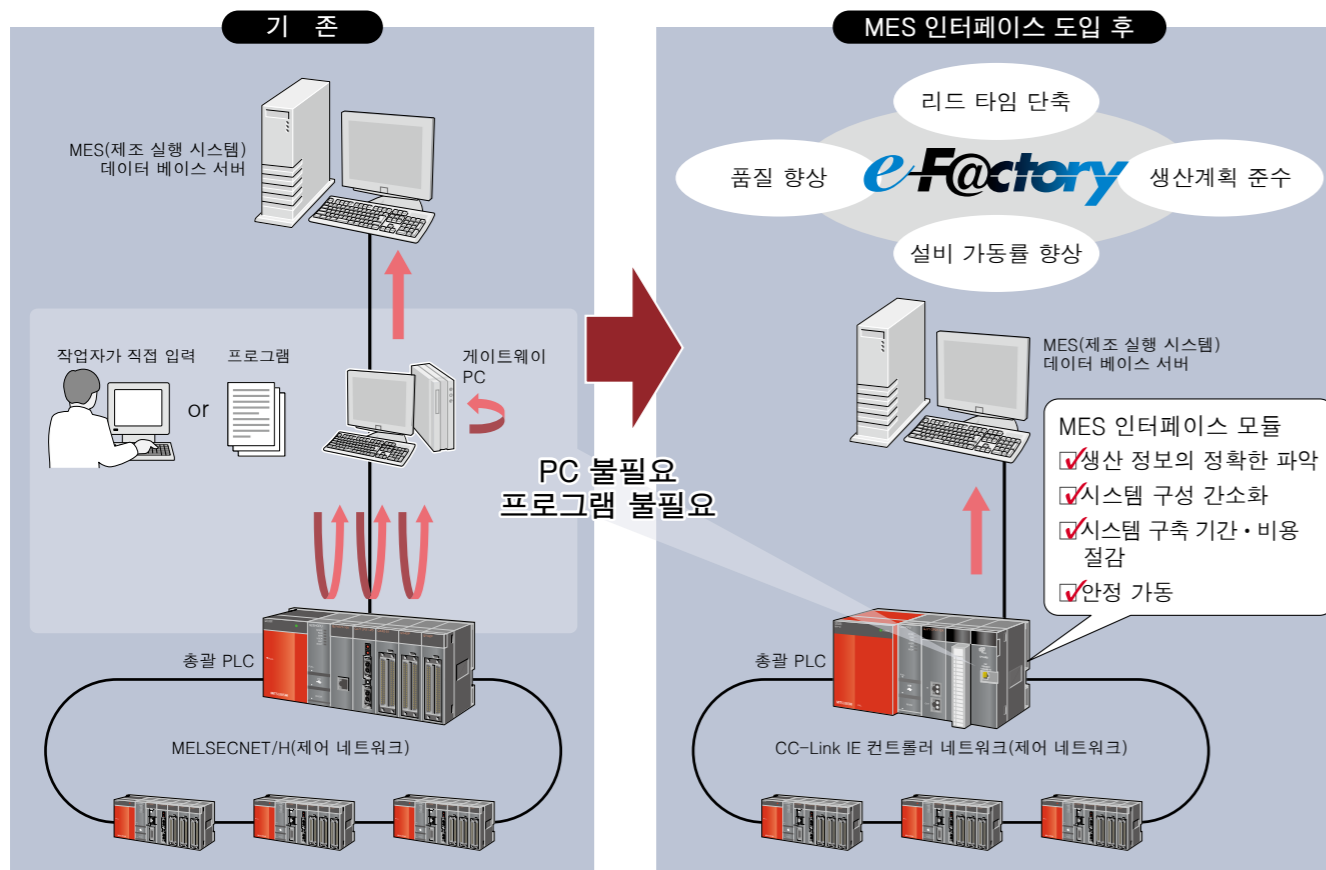 기 존
MES(제조 실행 시스템)
데이터 베이스 서버
작업자가 직접 입력
or
프로그램
게이트웨이
PC
총괄 PLC
MELSECNET/H(제어 네트워크)
PC 불필요
프로그램 불필요
MES 인터페이스 도입 후
리드 타임 단축
품질 향상
e-F@ctory
생산계획 준수
설비 가동률 향상
MES(제조 실행 시스템)
데이터 베이스 서버
MES 인터페이스 모듈
생산 정보의 정확한 파악
시스템 구성 간소화
시스템 구축 기간・비용
절감
안정 가동
총괄 PLC
CC-Link IE 컨트롤러 네트워크(제어 네트워크)